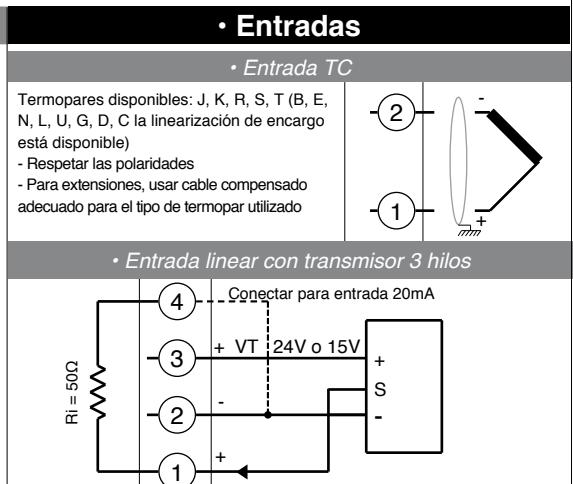 • Entradas
• Entrada TC
Termopares disponibles: J, K, R, S, T (B, E,
N, L, U, G, D, C la linearización de encargo
está disponible)
- Respetar las polaridades
- Para extensiones, usar cable compensado
adecuado para el tipo de termopar utilizado
2
-
1
+
• Entrada linear con transmisor 3 hilos
4
Conectar para entrada 20mA
3
+ VT 24V o 15V
+
Ri = 50Ω
S
2
-
-
1
+